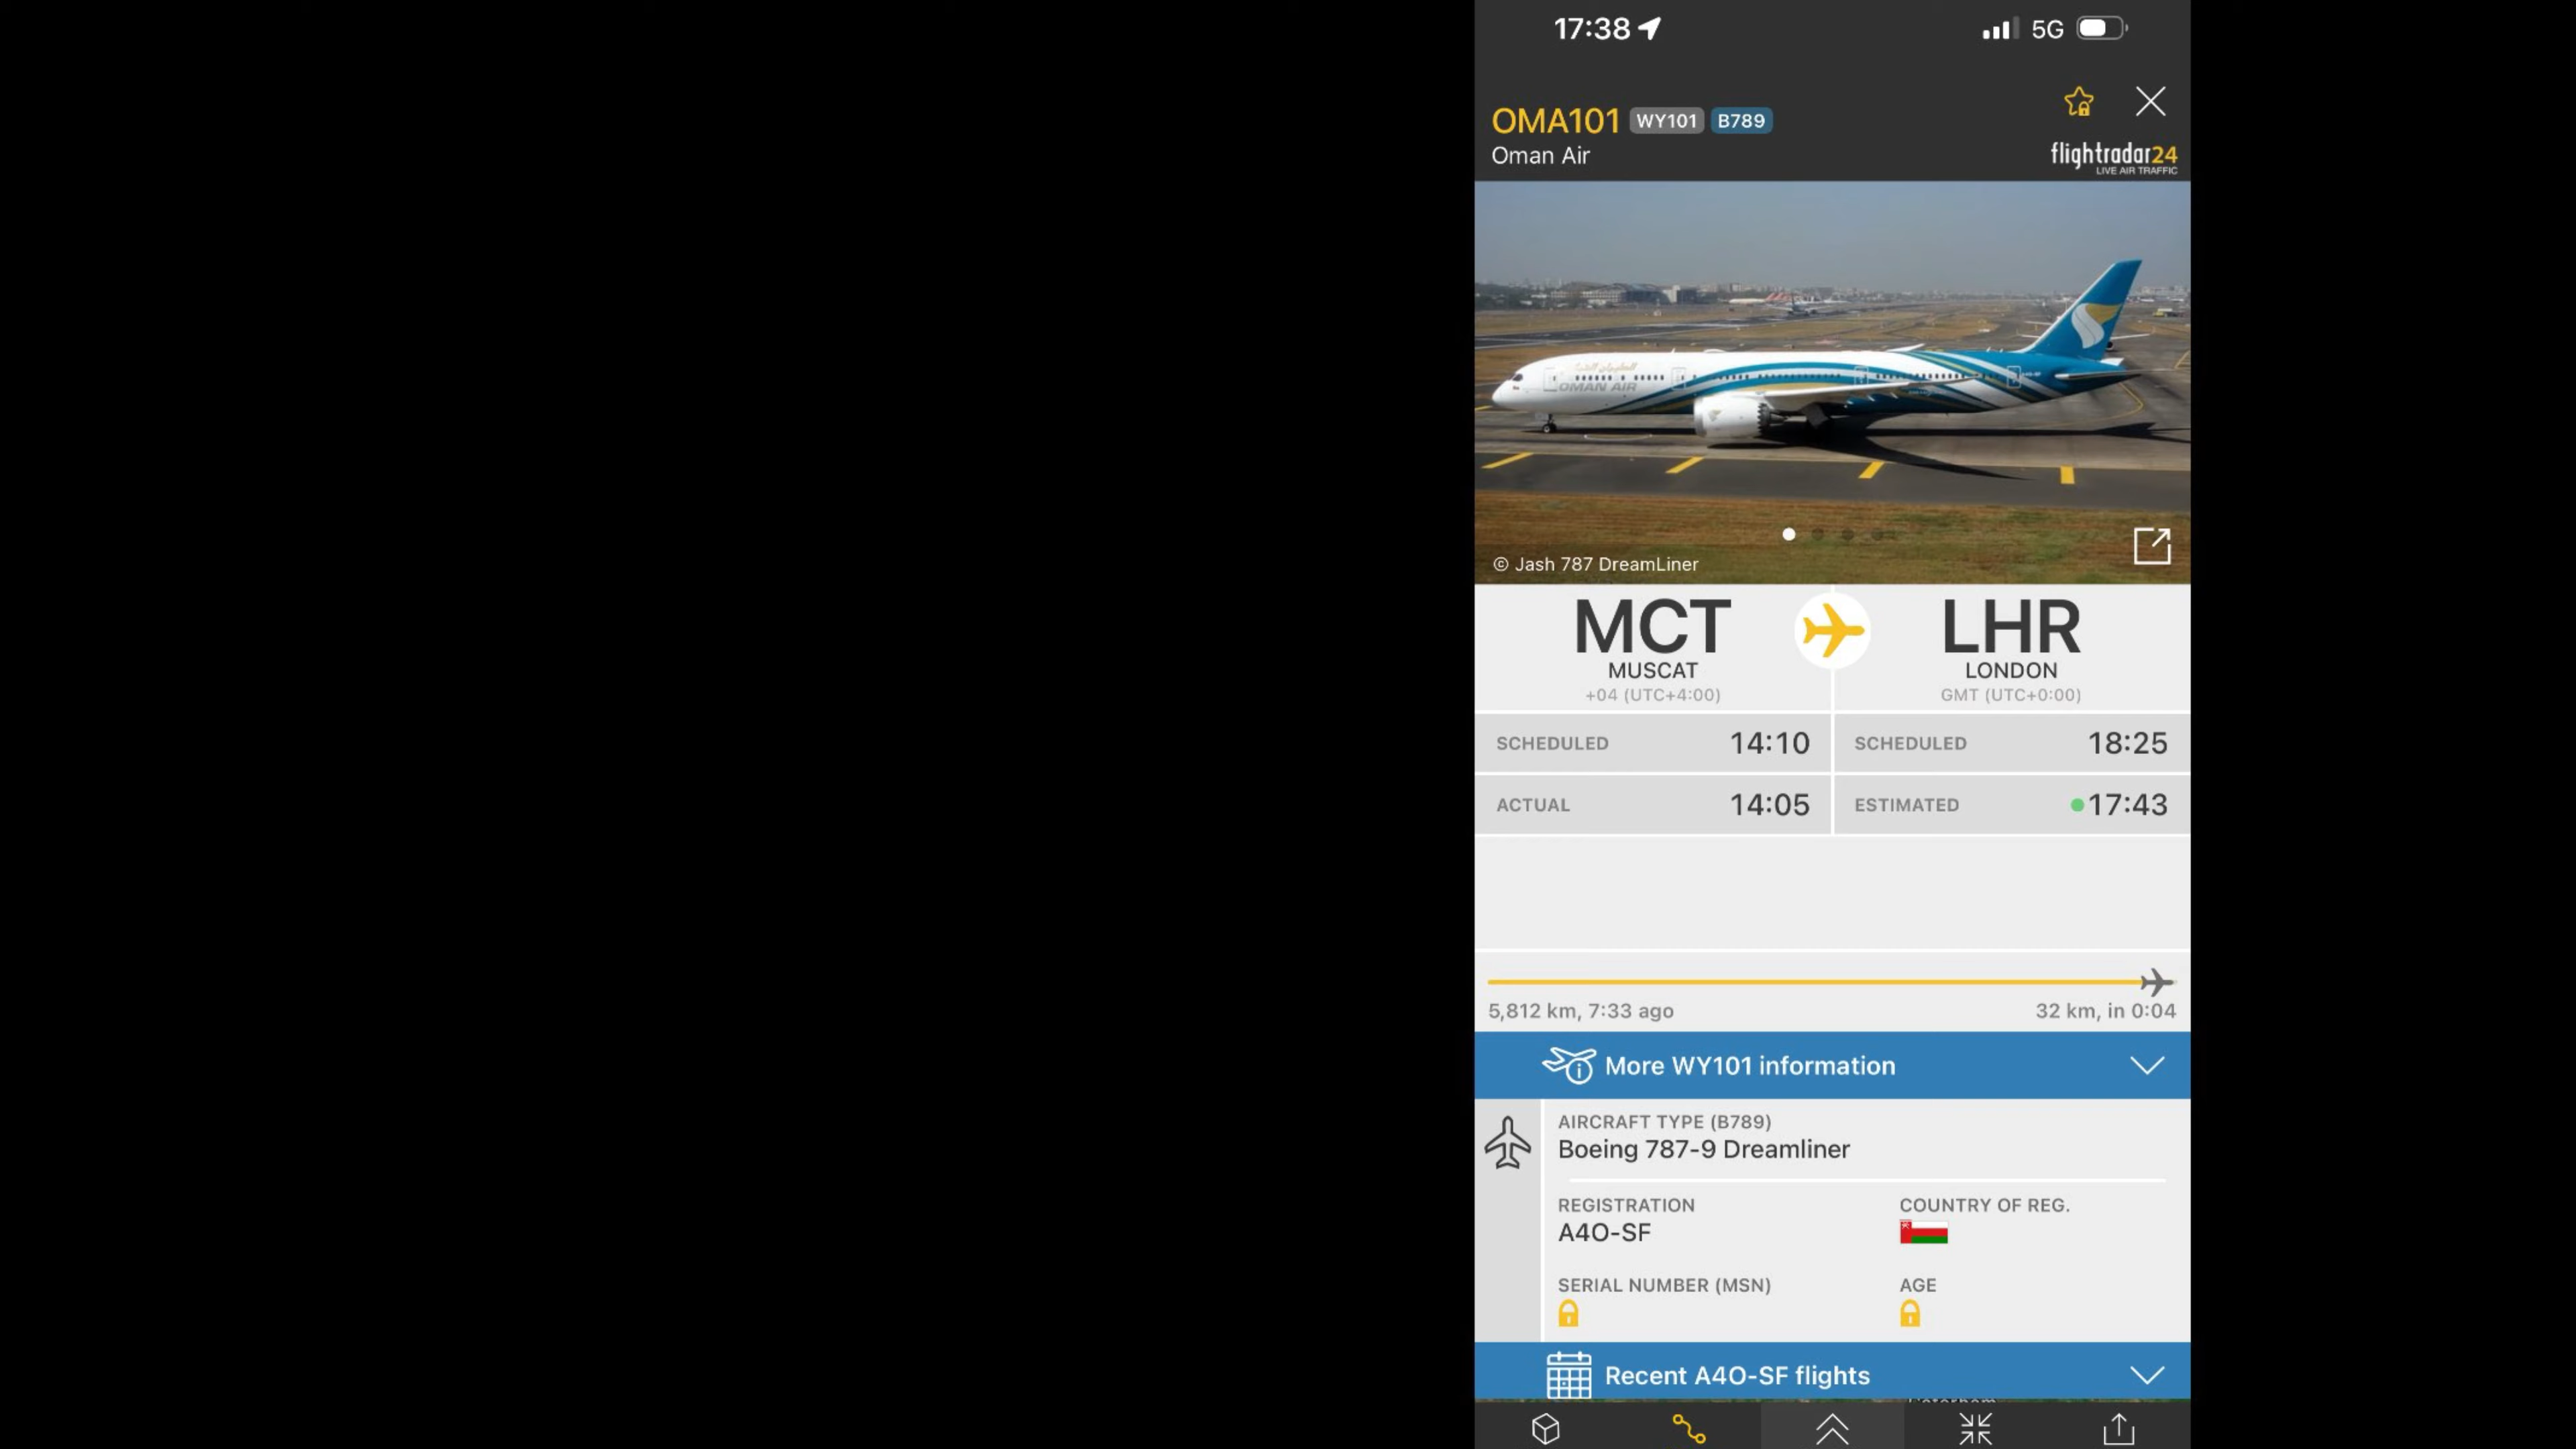 17:38
5G
OMA101 WY101 B789
Oman Air
flightradar24
LIVE AIR TRAFFIC
OMAN AIR
© Jash 787 DreamLiner
MCT
MUSCAT
+04 (UTC+4:00)
LHR
LONDON
GMT (UTC+0:00)
SCHEDULED 14:10
SCHEDULED 18:25
ACTUAL 14:05
ESTIMATED 17:43
5,812 km, 7:33 ago
32 km, in 0:04
More WY101 information
AIRCRAFT TYPE (B789)
Boeing 787-9 Dreamliner
REGISTRATION
A4O-SF
COUNTRY OF REG.
SERIAL NUMBER (MSN)
AGE
Recent A4O-SF flights